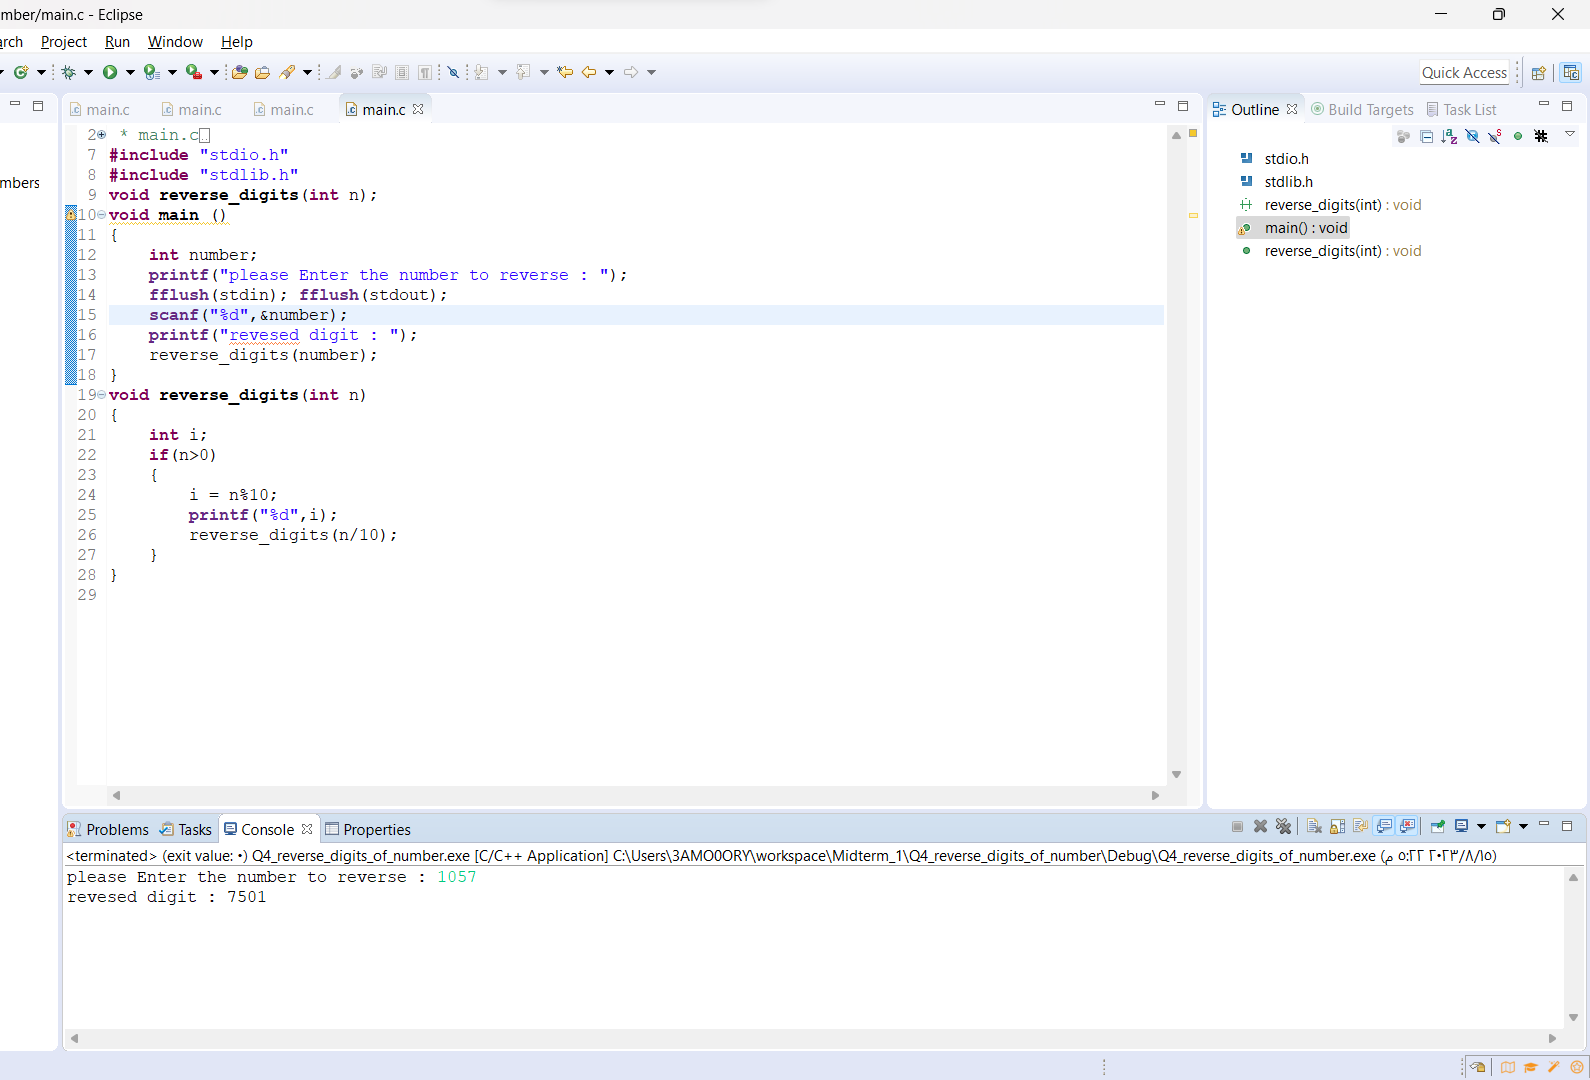 mber/main.c - Eclipse
arch Project Run Window Help
Quick Access
main.c main.c main.c main.c
mbers
2 * main.c
7 #include "stdio.h"
8 #include "stdlib.h"
9 void reverse_digits(int n);
10 void main ()
11 {
12 int number;
13 printf("please Enter the number to reverse : ");
14 fflush(stdin); fflush(stdout);
15 scanf("%d",&number);
16 printf("revesed digit : ");
17 reverse_digits(number);
18 }
19 void reverse_digits(int n)
20 {
21 int i;
22 if(n>0)
23 {
24 i = n%10;
25 printf("%d",i);
26 reverse_digits(n/10);
27 }
28 }
29
Outline Build Targets Task List
stdio.h
stdlib.h
reverse_digits(int) : void
main() : void
reverse_digits(int) : void
Problems Tasks Console Properties
<terminated> (exit value: ٠) Q4_reverse_digits_of_number.exe [C/C++ Application] C:\Users\3AMO0ORY\workspace\Midterm_1\Q4_reverse_digits_of_number\Debug\Q4_reverse_digits_of_number.exe (١٥/٨/٢٠٢٣ ٥:٢٢ م)
please Enter the number to reverse : 1057
revesed digit : 7501